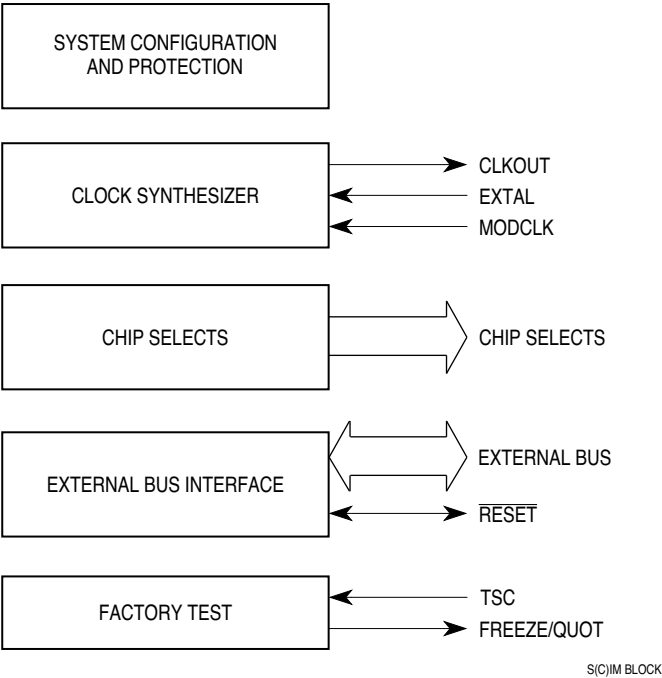 SYSTEM CONFIGURATION
AND PROTECTION
CLOCK SYNTHESIZER
CLKOUT
EXTAL
MODCLK
CHIP SELECTS
CHIP SELECTS
EXTERNAL BUS INTERFACE
EXTERNAL BUS
RESET
FACTORY TEST
TSC
FREEZE/QUOT
S(C)IM BLOCK